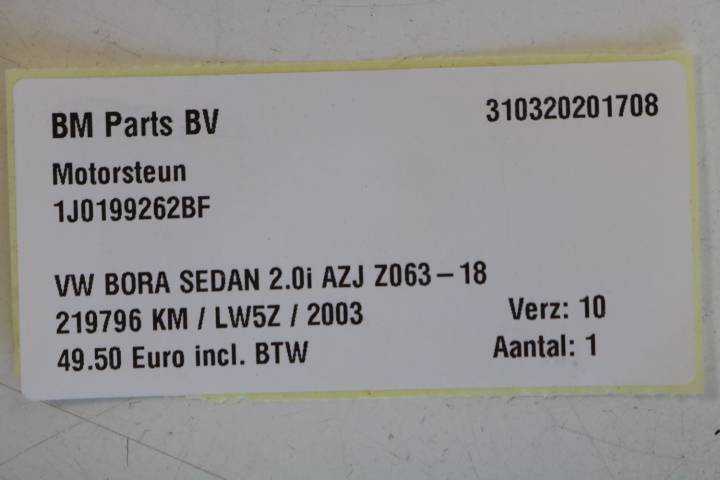 BM Parts BV 310320201708
Motorsteun
1J0199262BF
VW BORA SEDAN 2.0i AZJ Z063-18
219796 KM / LW5Z / 2003 Verz: 10
49.50 Euro incl. BTW Aantal: 1